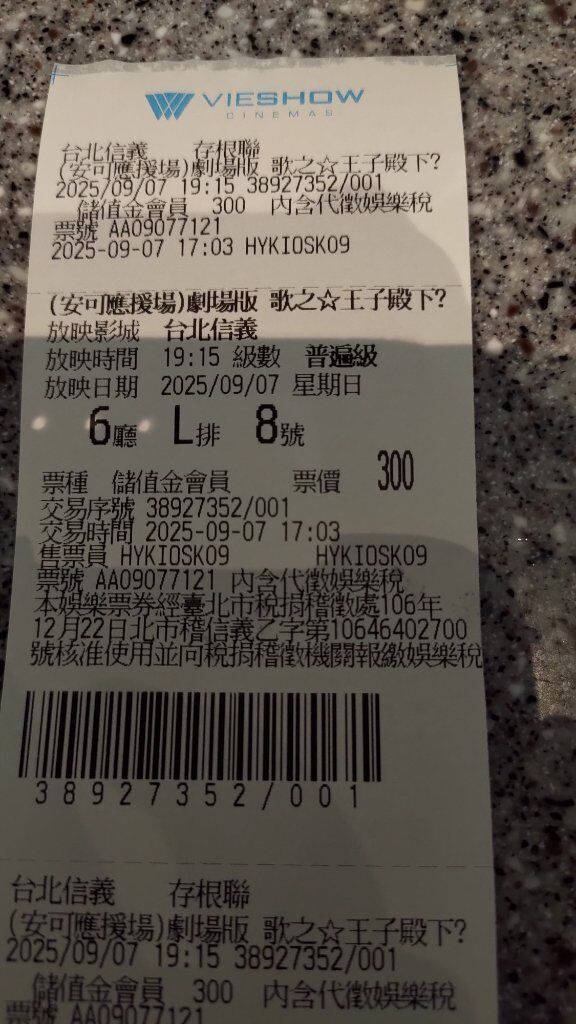 VIESHOW
CINEMAS
台北信義 存根聯
(安可應援場)劇場版 歌之☆王子殿下?
2025/09/07 19:15 38927352/001
儲值金會員 300 內含代徵娛樂稅
票號 AA09077121
2025-09-07 17:03 HYKIOSK09
(安可應援場)劇場版 歌之☆王子殿下?
放映影城 台北信義
放映時間 19:15 級數 普遍級
放映日期 2025/09/07 星期日
6廳 L排 8號
票種 儲值金會員 票價 300
交易序號 38927352/001
交易時間 2025-09-07 17:03
售票員 HYKIOSK09 HYKIOSK09
票號 AA09077121 內含代徵娛樂稅
本娛樂票券經臺北市稅捐稽徵處106年
12月22日北市稽信義乙字第10646402700
號核准使用並向稅捐稽徵機關報繳娛樂稅
38927352/001
台北信義 存根聯
(安可應援場)劇場版 歌之☆王子殿下?
2025/09/07 19:15 38927352/001
儲值金會員 300 內含代徵娛樂稅
票號 AA09077121